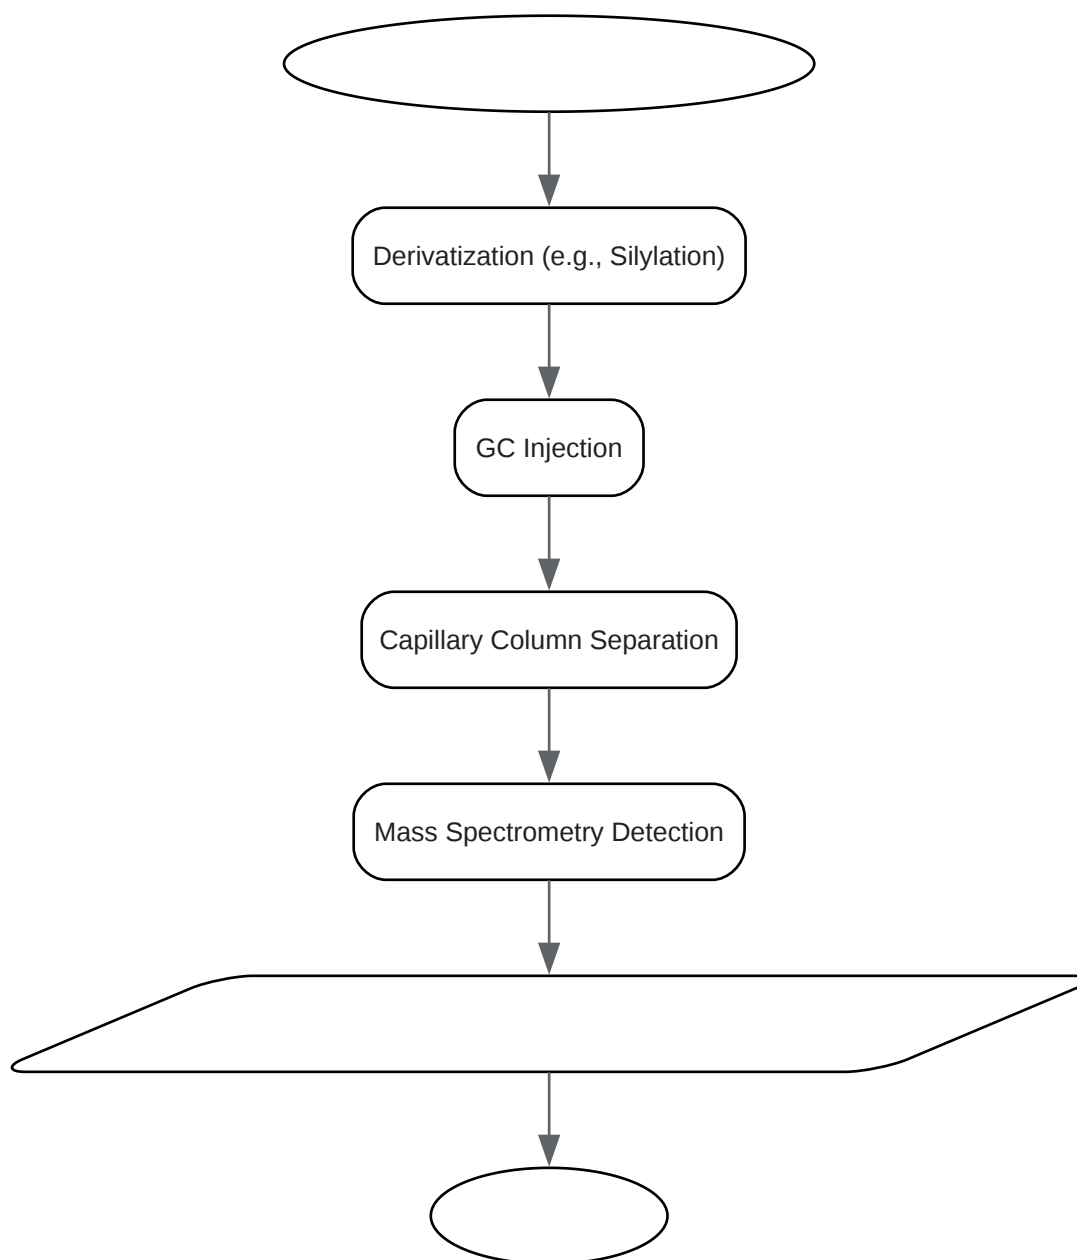 Derivatization (e.g., Silylation)
GC Injection
Capillary Column Separation
Mass Spectrometry Detection